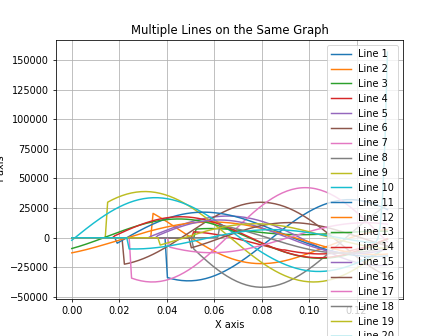 Multiple Lines on the Same Graph
150000
125000
100000
75000
50000
25000
0
−25000
−50000
0.00 0.02 0.04 0.06 0.08 0.10
X axis
Line 1
Line 2
Line 3
Line 4
Line 5
Line 6
Line 7
Line 8
Line 9
Line 10
Line 11
Line 12
Line 13
Line 14
Line 15
Line 16
Line 17
Line 18
Line 19
Line 20